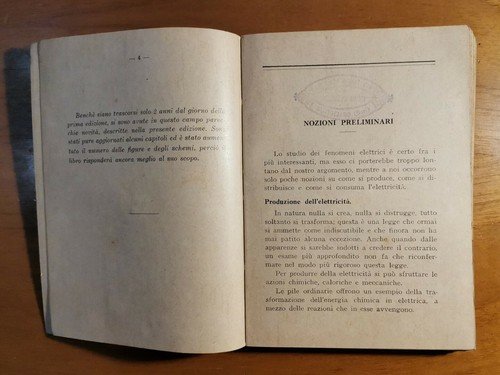 — 4 —
Benchè siano trascorsi solo 2 anni dal giorno della
prima edizione, si sono avute in questo campo parec-
chie novità, descritte nella presente edizione. Sono
stati pure aggiornati alcuni capitoli ed è stato aumen-
tato il numero delle figure e degli schemi, perciò
libro risponderà ancora meglio al suo scopo.
NOZIONI PRELIMINARI
Lo studio dei fenomeni elettrici è certo fra i
più interessanti, ma esso ci porterebbe troppo lon-
tano dal nostro argomento, mentre a noi occorrono
solo poche nozioni su come si produce, come si di-
stribuisce e come si consuma l'elettricità.
Produzione dell'elettricità.
In natura nulla si crea, nulla si distrugge, tutto
soltanto si trasforma; questa è una legge che ormai
si ammette come indiscutibile e che finora non ha
mai patito alcuna eccezione. Anche quando dalle
apparenze si sarebbe indotti a credere il contrario,
un esame più approfondito non fa che riconfer-
mare nel modo più rigoroso questa legge.
Per produrre della elettricità si può sfruttare le
azioni chimiche, caloriche e meccaniche.
Le pile ordinarie offrono un esempio della tra-
sformazione dell'energia chimica in elettrica, a
mezzo delle reazioni che in esse avvengono.